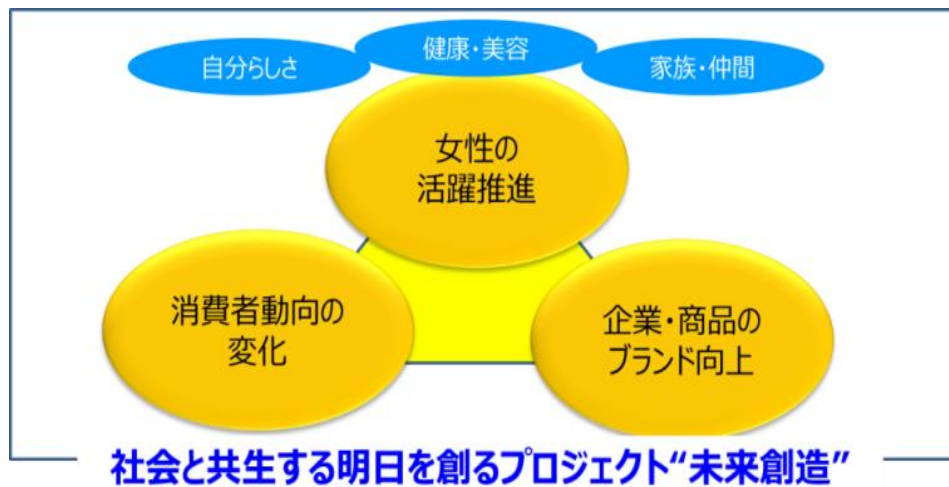 自分らしさ
健康・美容
家族・仲間
女性の
活躍推進
消費者動向の
変化
企業・商品の
ブランド向上
社会と共生する明日を創るプロジェクト“未来創造”